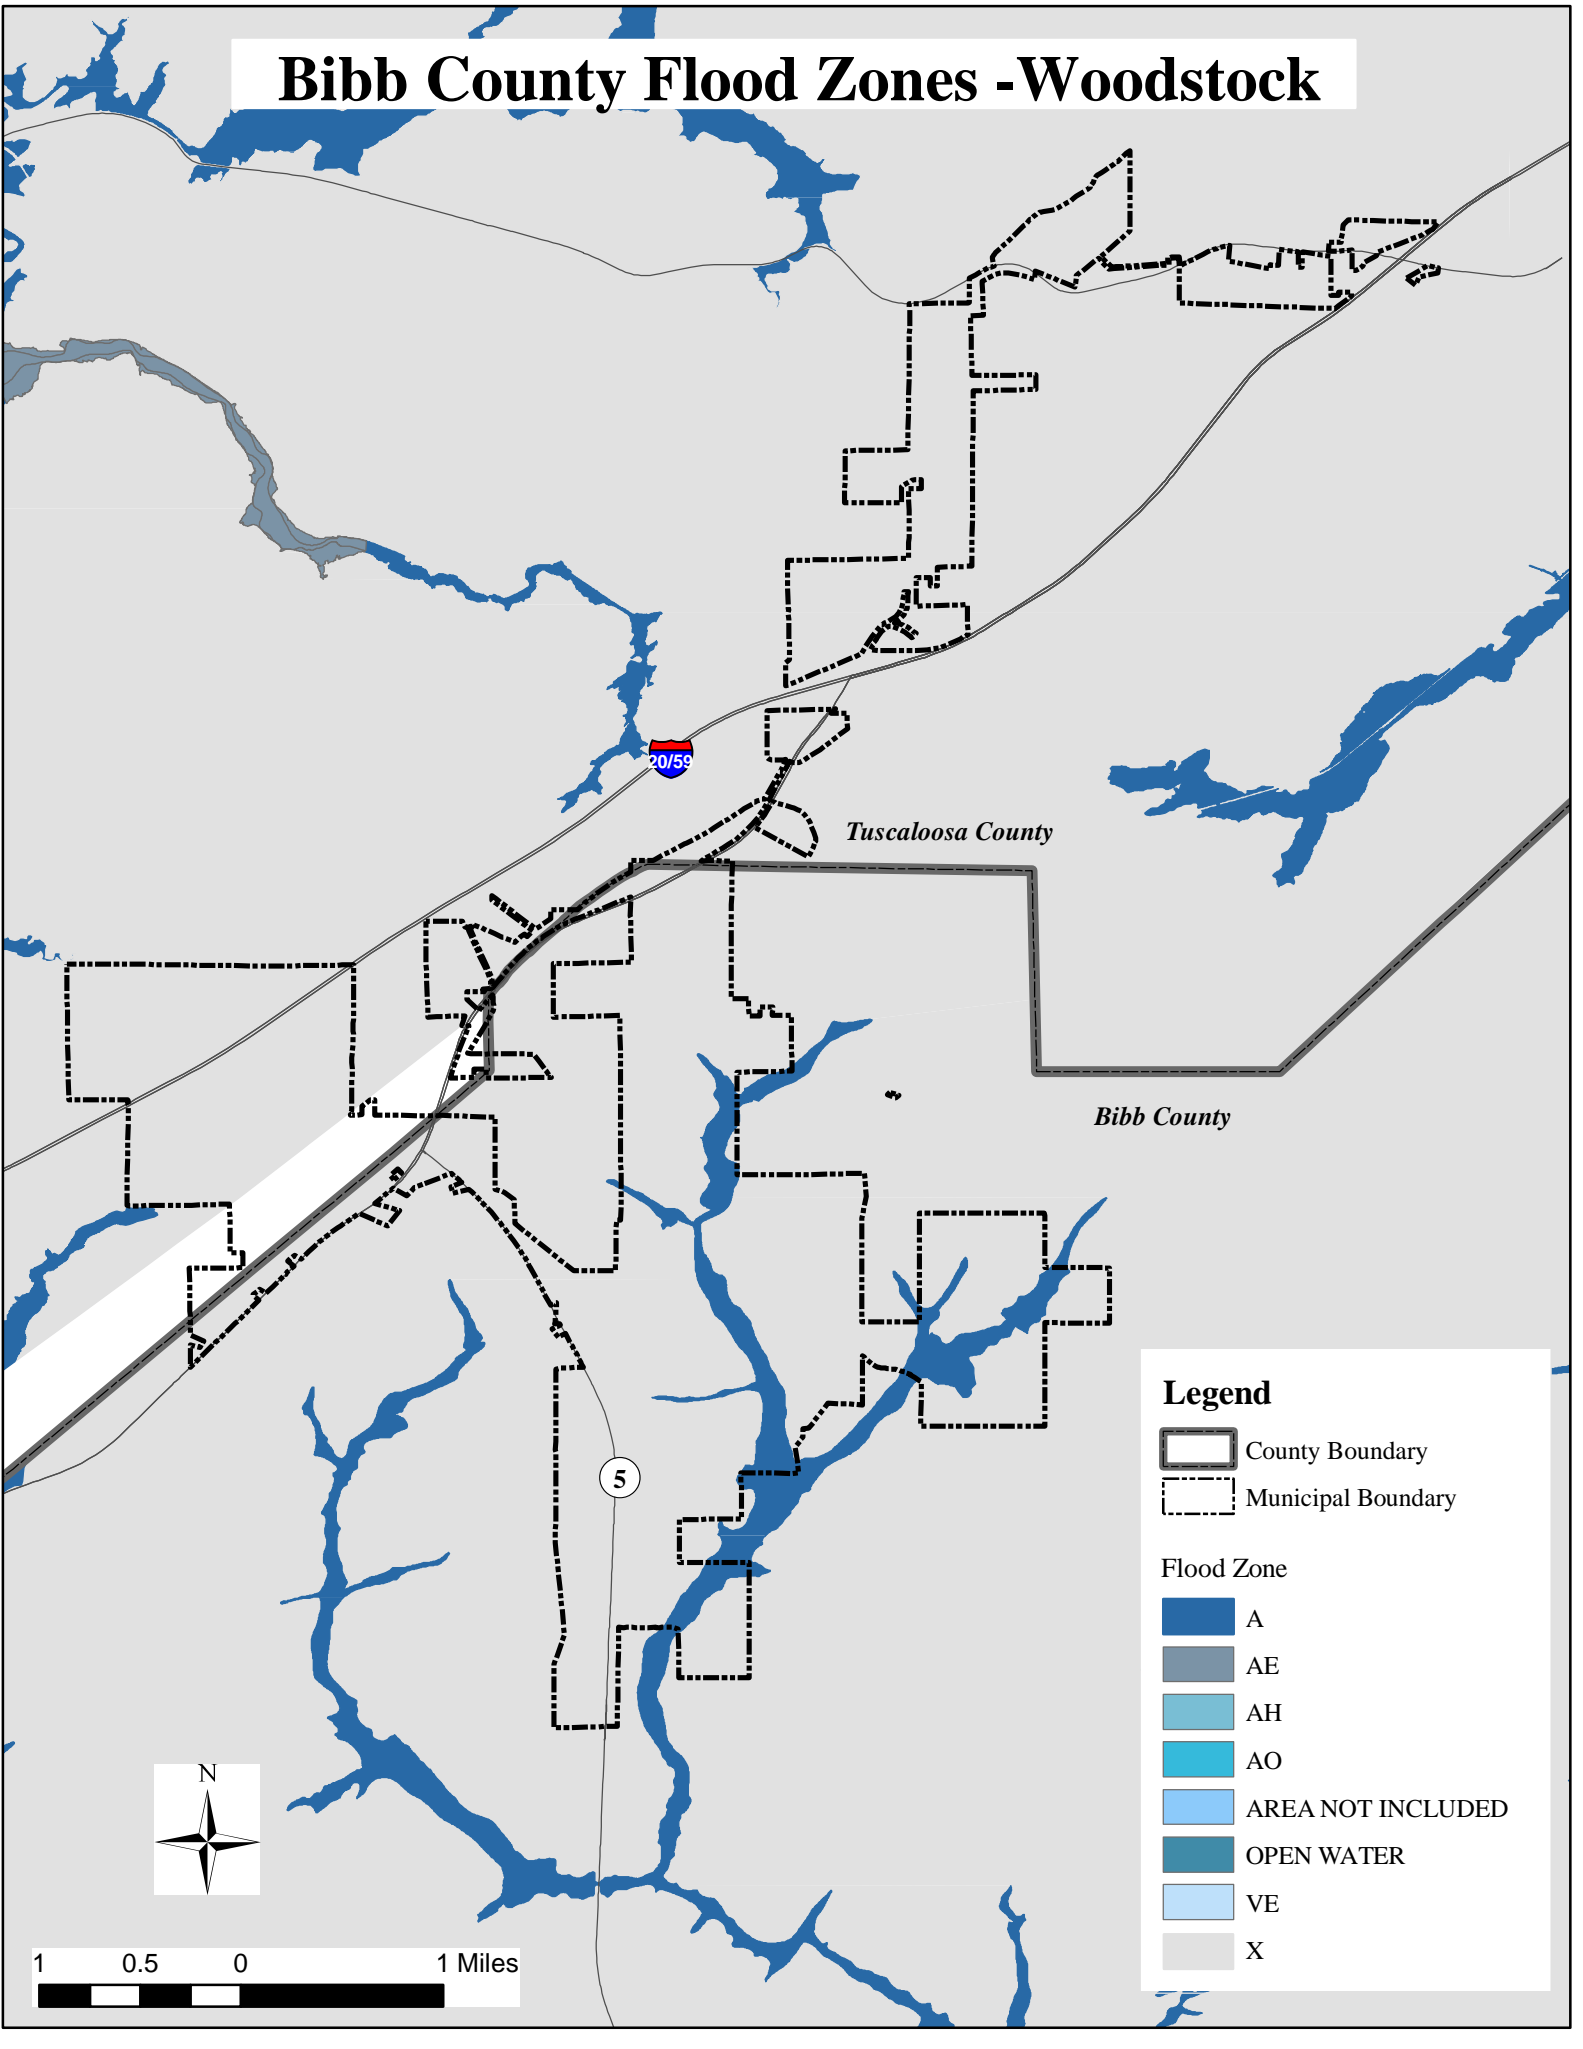 Bibb County Flood Zones -Woodstock
20/59
Tuscaloosa County
Bibb County
Legend
County Boundary
5
Municipal Boundary
Flood Zone
A
AE
AH
N
AO
AREA NOT INCLUDED
OPEN WATER
VE
X
1 0.5 0 1 Miles